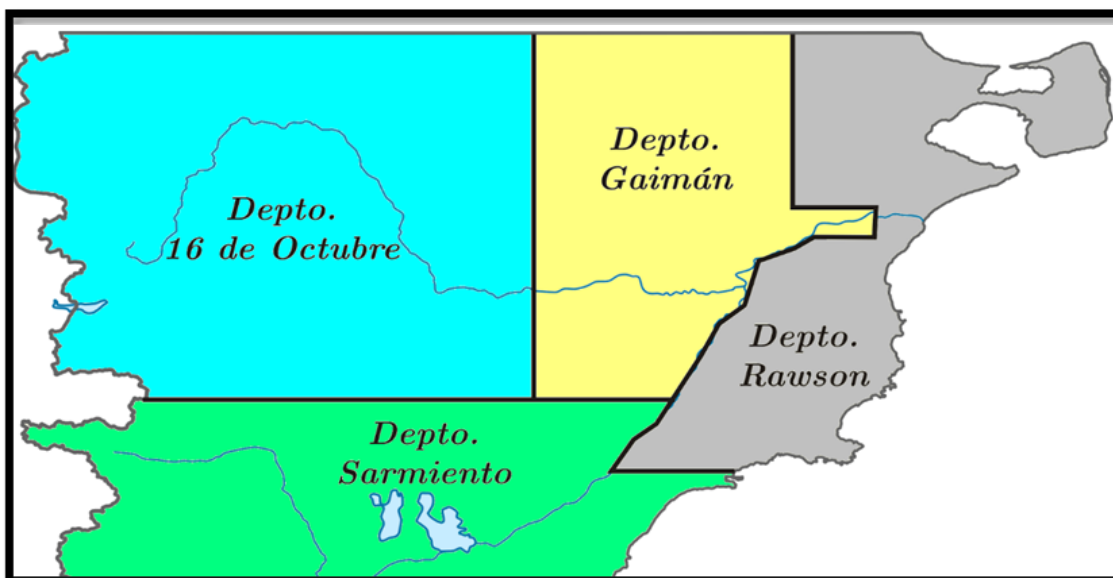 Depto.
Gaimán
Depto.
16 de Octubre
Depto.
Rawson
Depto.
Sarmiento